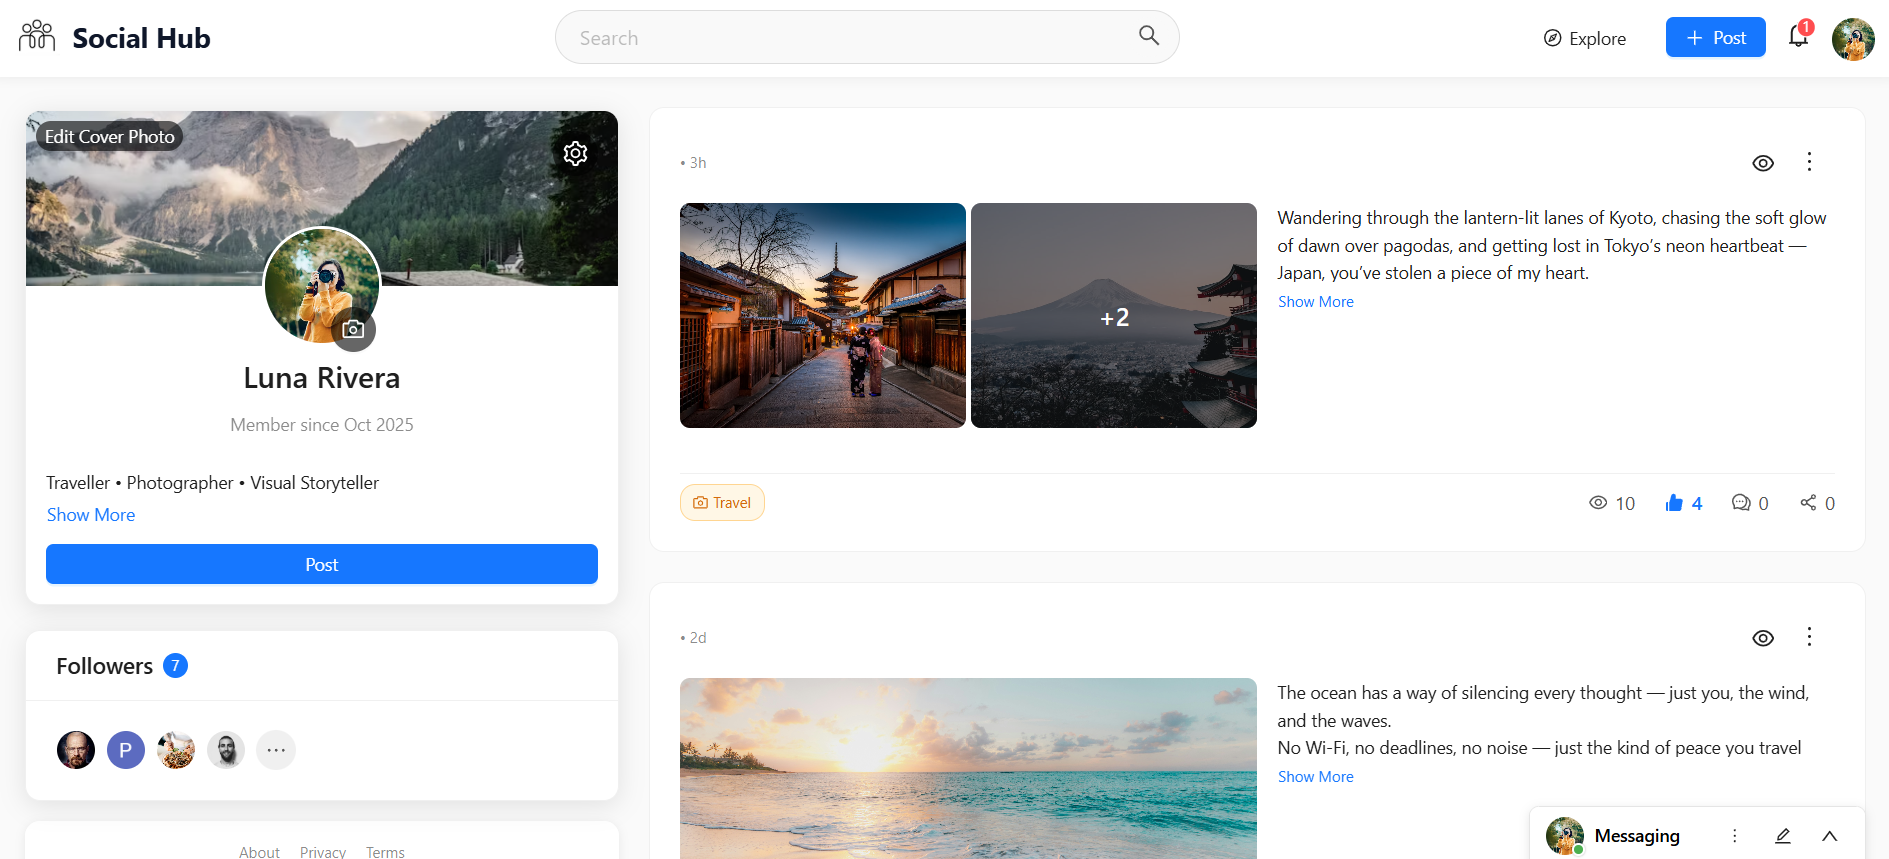 Social Hub
Search
Explore
+ Post
1
Edit Cover Photo
Luna Rivera
Member since Oct 2025
Traveller • Photographer • Visual Storyteller
Show More
Post
Followers 7
P
About Privacy Terms
• 3h
+2
Wandering through the lantern-lit lanes of Kyoto, chasing the soft glow
of dawn over pagodas, and getting lost in Tokyo’s neon heartbeat —
Japan, you’ve stolen a piece of my heart.
Show More
Travel
10 4 0 0
• 2d
The ocean has a way of silencing every thought — just you, the wind,
and the waves.
No Wi-Fi, no deadlines, no noise — just the kind of peace you travel
Show More
Messaging